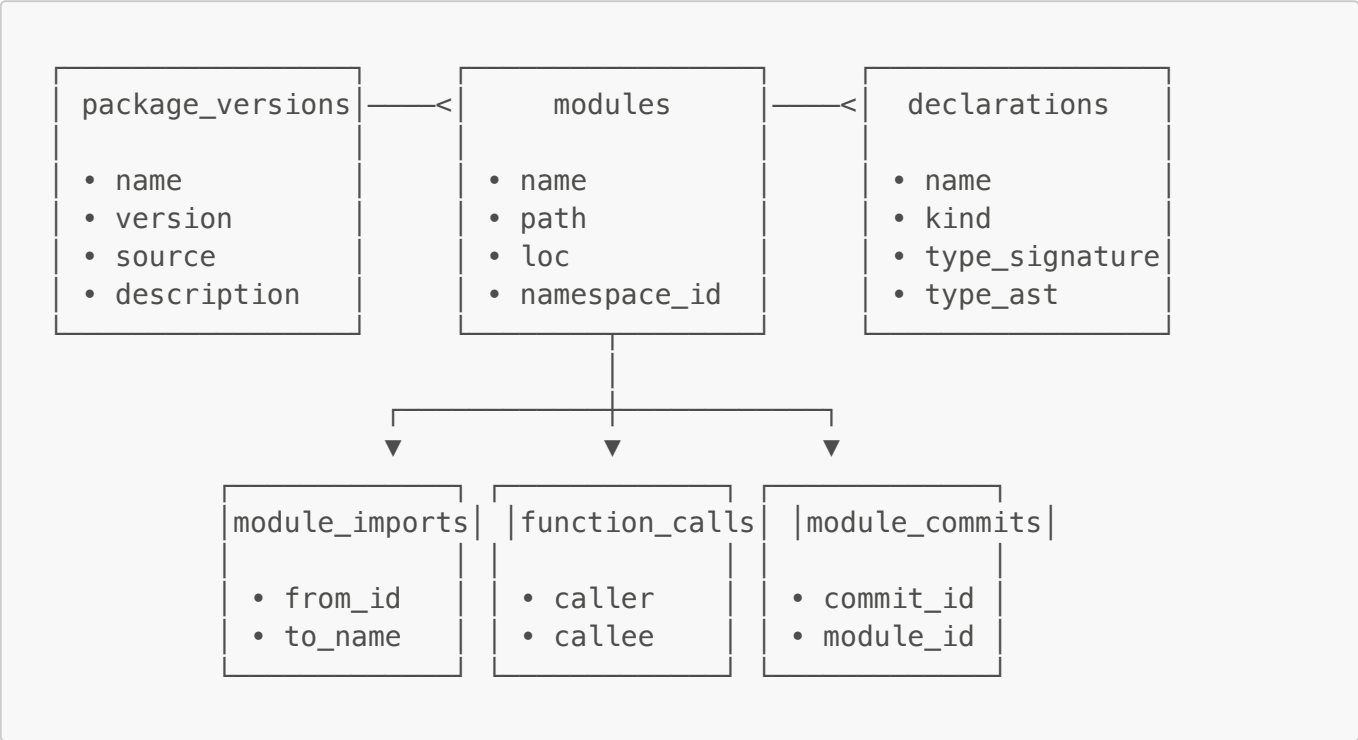 package_versions modules declarations
• name • name • name
• version • path • kind
• source • loc • type_signature
• description • namespace_id • type_ast
module_imports function_calls module_commits
• from_id • caller • commit_id
• to_name • callee • module_id